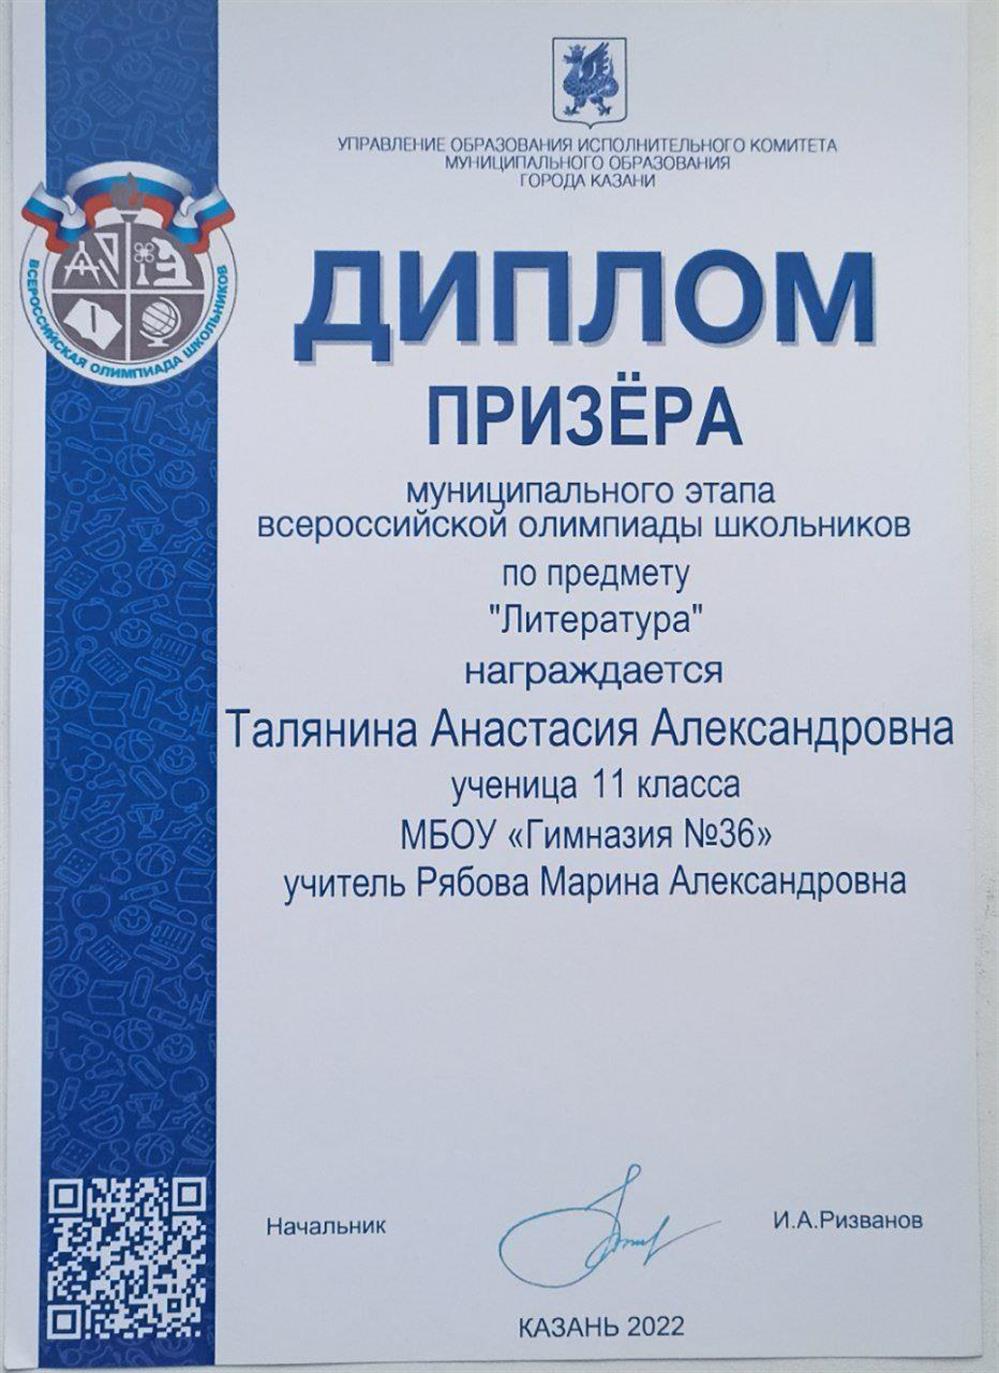 УПРАВЛЕНИЕ ОБРАЗОВАНИЯ ИСПОЛНИТЕЛЬНОГО КОМИТЕТА
МУНИЦИПАЛЬНОГО ОБРАЗОВАНИЯ
ГОРОДА КАЗАНИ
ВСЕРОССИЙСКАЯ ОЛИМПИАДА ШКОЛЬНИКОВ
ДИПЛОМ
ПРИЗЁРА
муниципального этапа
всероссийской олимпиады школьников
по предмету
"Литература"
награждается
Талянина Анастасия Александровна
ученица 11 класса
МБОУ «Гимназия №36»
учитель Рябова Марина Александровна
Начальник
И.А.Ризванов
КАЗАНЬ 2022